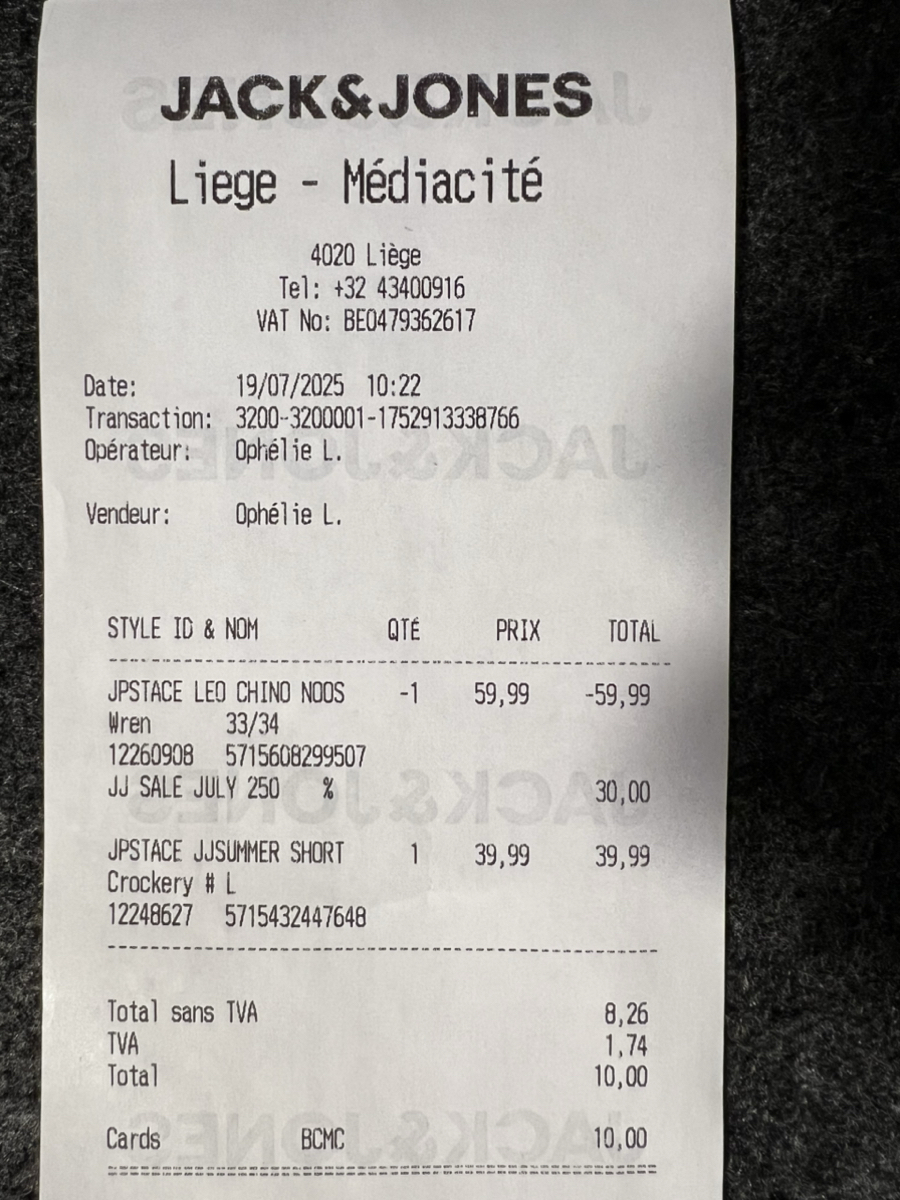 JACK&JONES
Liege - Médiacité
4020 Liège
Tel: +32 43400916
VAT No: BE0479362617
Date: 19/07/2025 10:22
Transaction: 3200-3200001-1752913338766
Opérateur: Ophélie L.
Vendeur: Ophélie L.
STYLE ID & NOM QTÉ PRIX TOTAL
JPSTACE LEO CHINO NOOS -1 59,99 -59,99
Wren 33/34
12260908 5715608299507
JJ SALE JULY 250 % 30,00
JPSTACE JJSUMMER SHORT 1 39,99 39,99
Crockery # L
12248627 5715432447648
Total sans TVA 8,26
TVA 1,74
Total 10,00
Cards BCMC 10,00